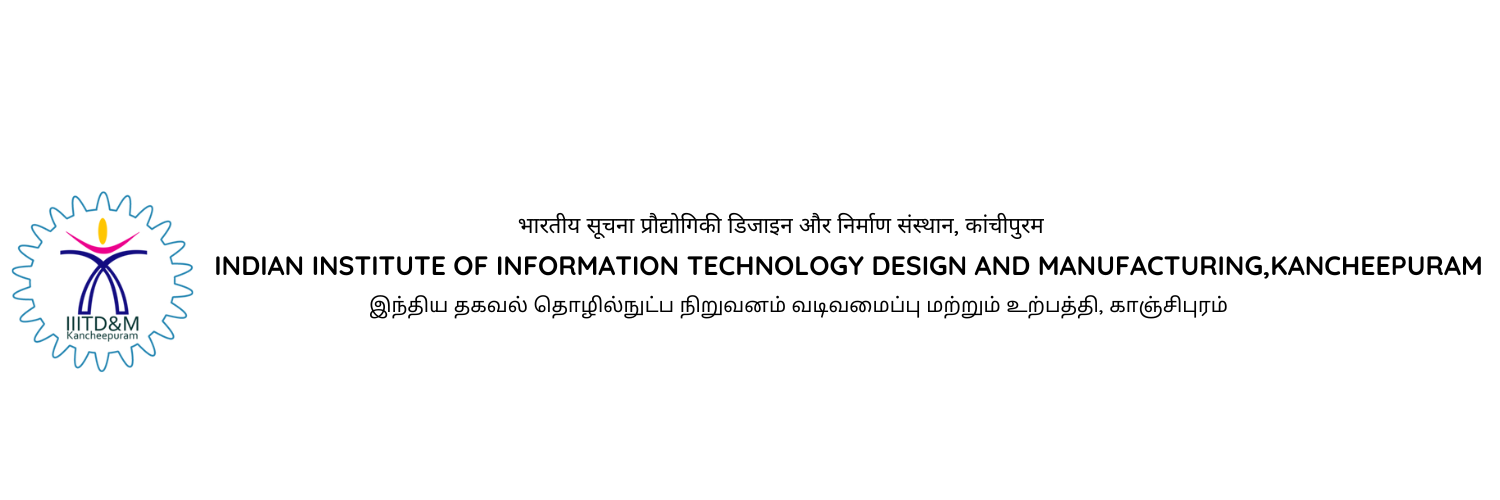 भारतीय सूचना प्रौद्योगिकी डिजाइन और निर्माण संस्थान, कांचीपुरम
INDIAN INSTITUTE OF INFORMATION TECHNOLOGY DESIGN AND MANUFACTURING,KANCHEEPURAM
இந்திய தகவல் தொழில்நுட்ப நிறுவனம் வடிவமைப்பு மற்றும் உற்பத்தி, காஞ்சிபுரம்
IIITD&M
Kancheepuram